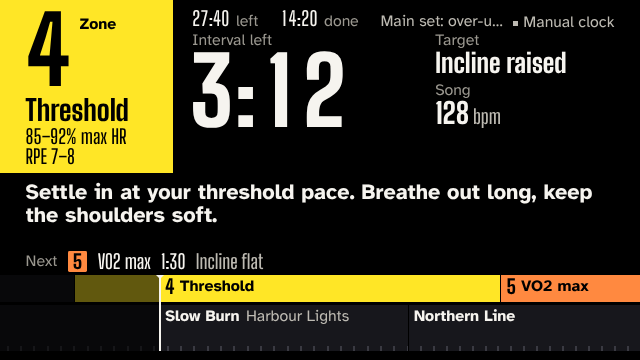 4 Zone
Threshold
85–92% max HR
RPE 7–8
27:40 left 14:20 done Main set: over-u... Manual clock
Interval left
3:12
Target
Incline raised
Song
128 bpm
Settle in at your threshold pace. Breathe out long, keep
the shoulders soft.
Next 5 VO2 max 1:30 Incline flat
4 Threshold 5 VO2 max
Slow Burn Harbour Lights Northern Line